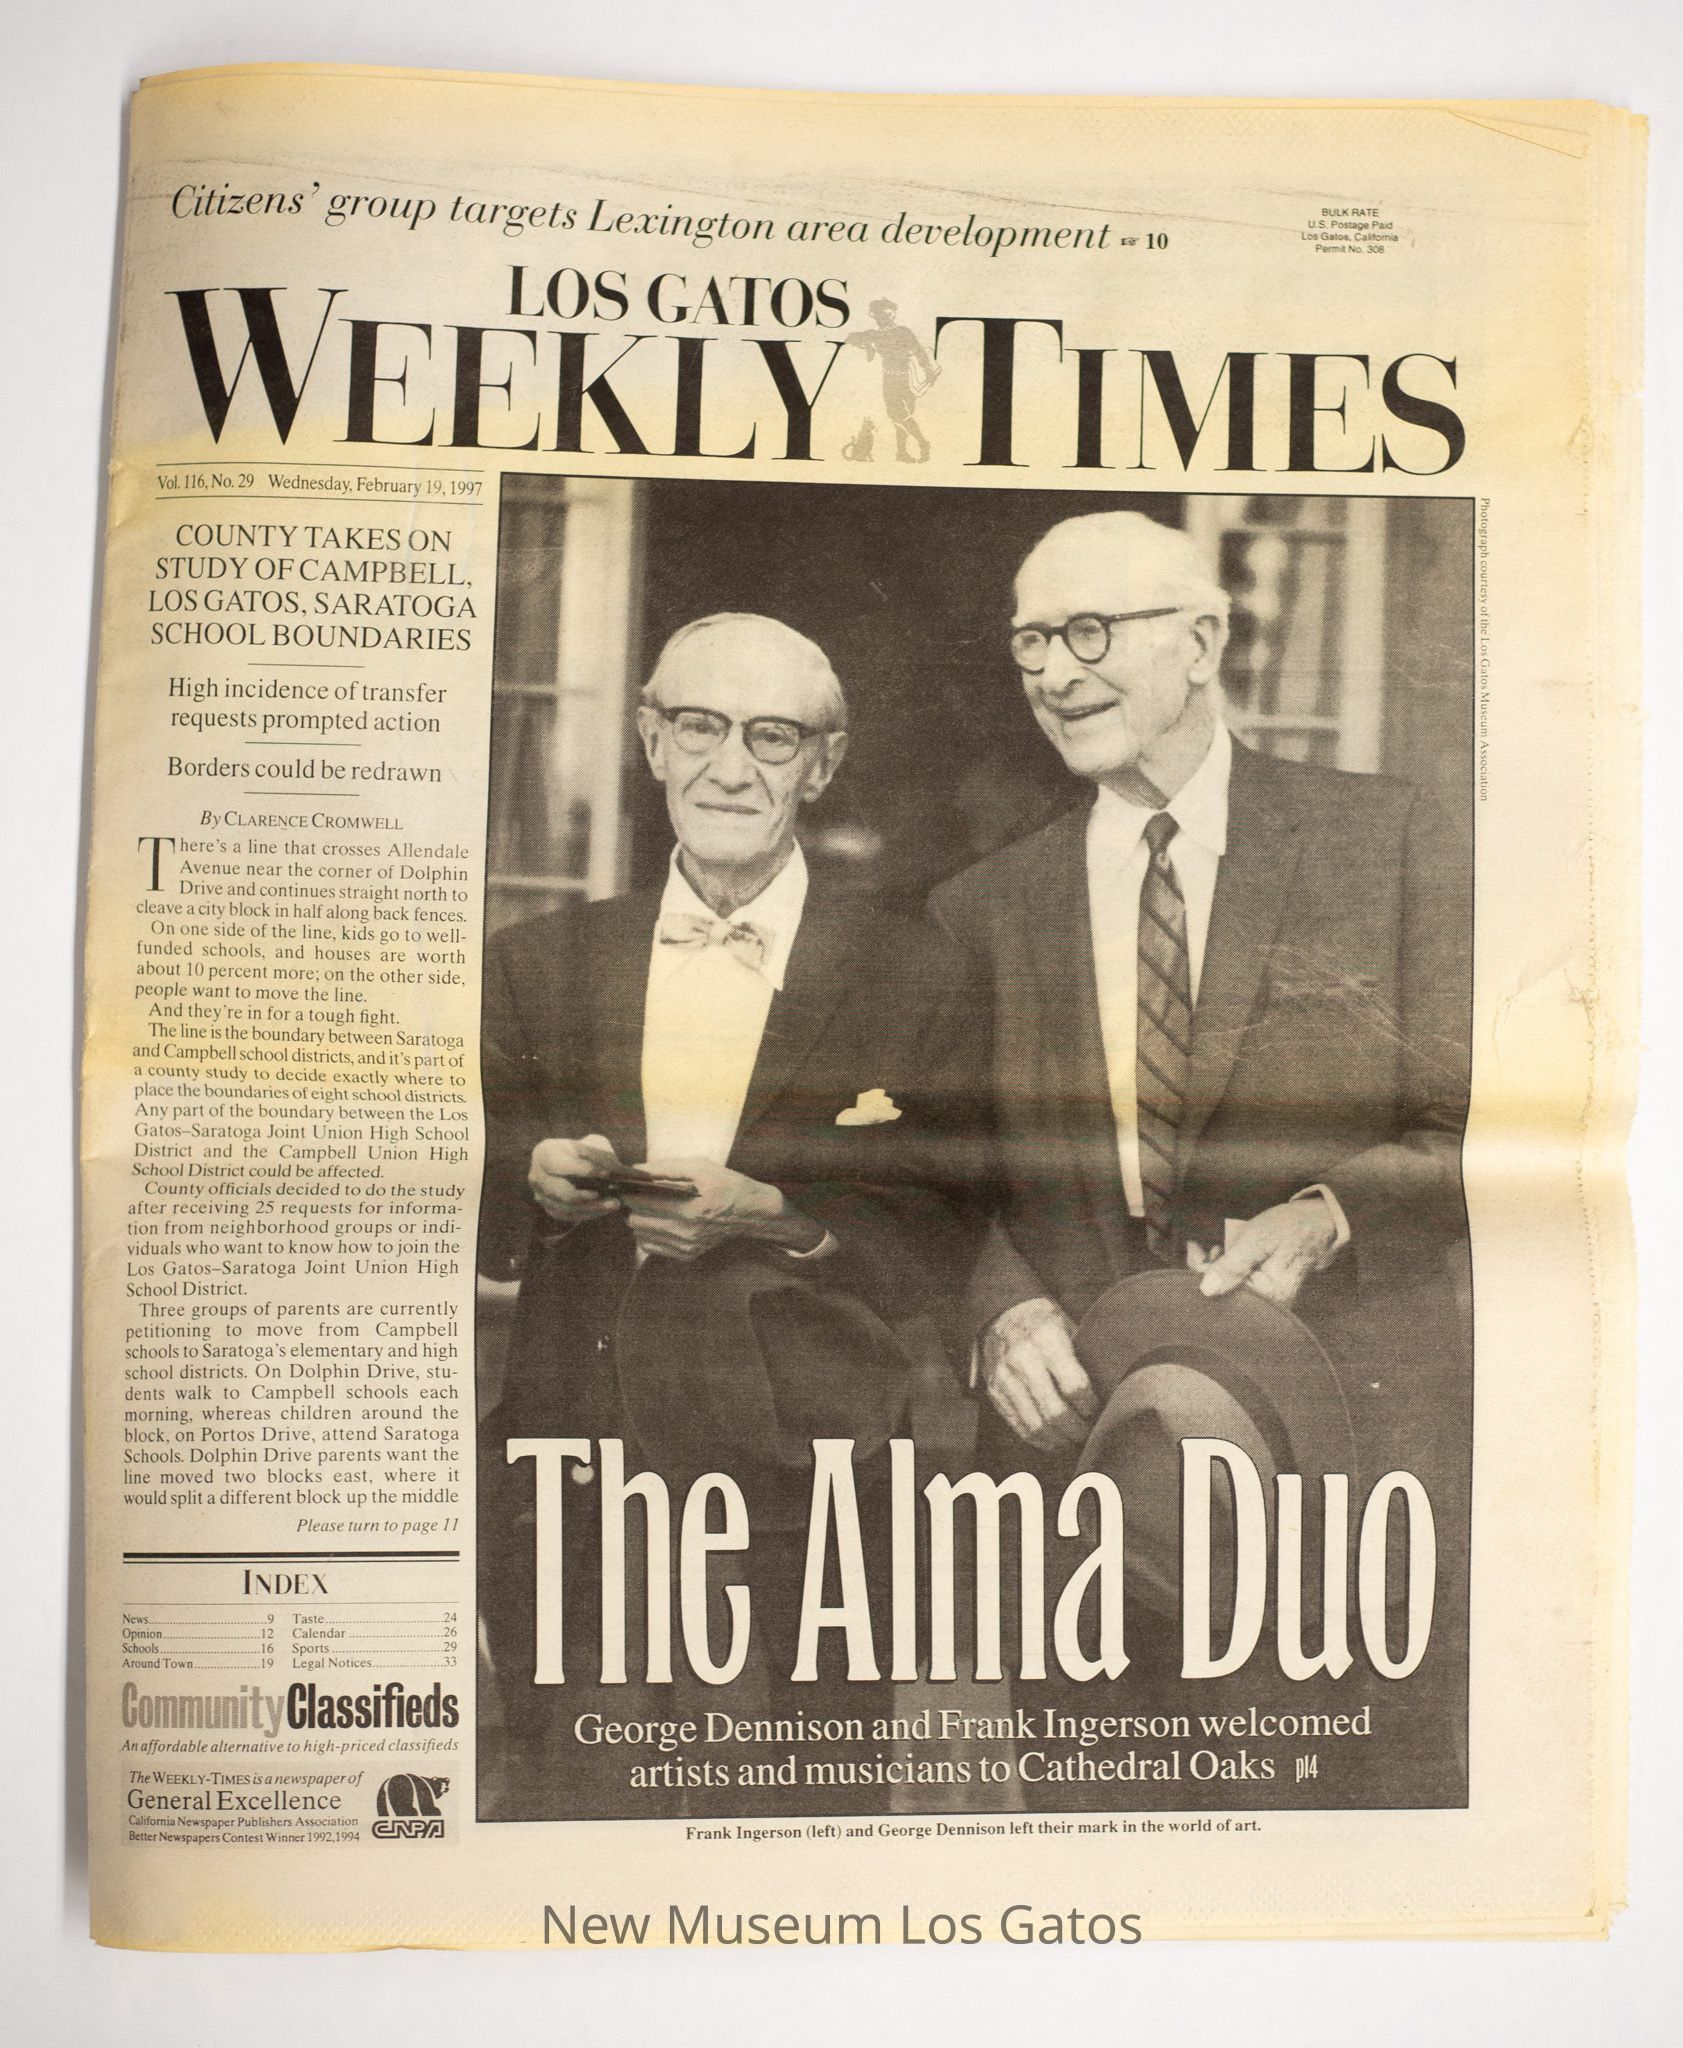 Citizens' group targets Lexington area development ☞ 10
BULK RATE
U.S. Postage Paid
Los Gatos, California
Permit No. 308
LOS GATOS
WEEKLY TIMES
Vol. 116, No. 29 Wednesday, February 19, 1997
COUNTY TAKES ON
STUDY OF CAMPBELL,
LOS GATOS, SARATOGA
SCHOOL BOUNDARIES
High incidence of transfer
requests prompted action
Borders could be redrawn
By CLARENCE CROMWELL
There's a line that crosses Allendale
Avenue near the corner of Dolphin
Drive and continues straight north to
cleave a city block in half along back fences.
On one side of the line, kids go to well-
funded schools, and houses are worth
about 10 percent more; on the other side,
people want to move the line.
And they're in for a tough fight.
The line is the boundary between Saratoga
and Campbell school districts, and it's part of
a county study to decide exactly where to
place the boundaries of eight school districts.
Any part of the boundary between the Los
Gatos–Saratoga Joint Union High School
District and the Campbell Union High
School District could be affected.
County officials decided to do the study
after receiving 25 requests for informa-
tion from neighborhood groups or indi-
viduals who want to know how to join the
Los Gatos–Saratoga Joint Union High
School District.
Three groups of parents are currently
petitioning to move from Campbell
schools to Saratoga's elementary and high
school districts. On Dolphin Drive, stu-
dents walk to Campbell schools each
morning, whereas children around the
block, on Portos Drive, attend Saratoga
Schools. Dolphin Drive parents want the
line moved two blocks east, where it
would split a different block up the middle
Please turn to page 11
INDEX
News 9 Taste 24
Opinion 12 Calendar 26
Schools 16 Sports 29
Around Town 19 Legal Notices 33
Community Classifieds
An affordable alternative to high-priced classifieds
The WEEKLY-TIMES is a newspaper of
General Excellence
California Newspaper Publishers Association
Better Newspapers Contest Winner 1992, 1994
CNPA
Photograph courtesy of the Los Gatos Museum Association
The Alma Duo
George Dennison and Frank Ingerson welcomed
artists and musicians to Cathedral Oaks p14
Frank Ingerson (left) and George Dennison left their mark in the world of art.
New Museum Los Gatos